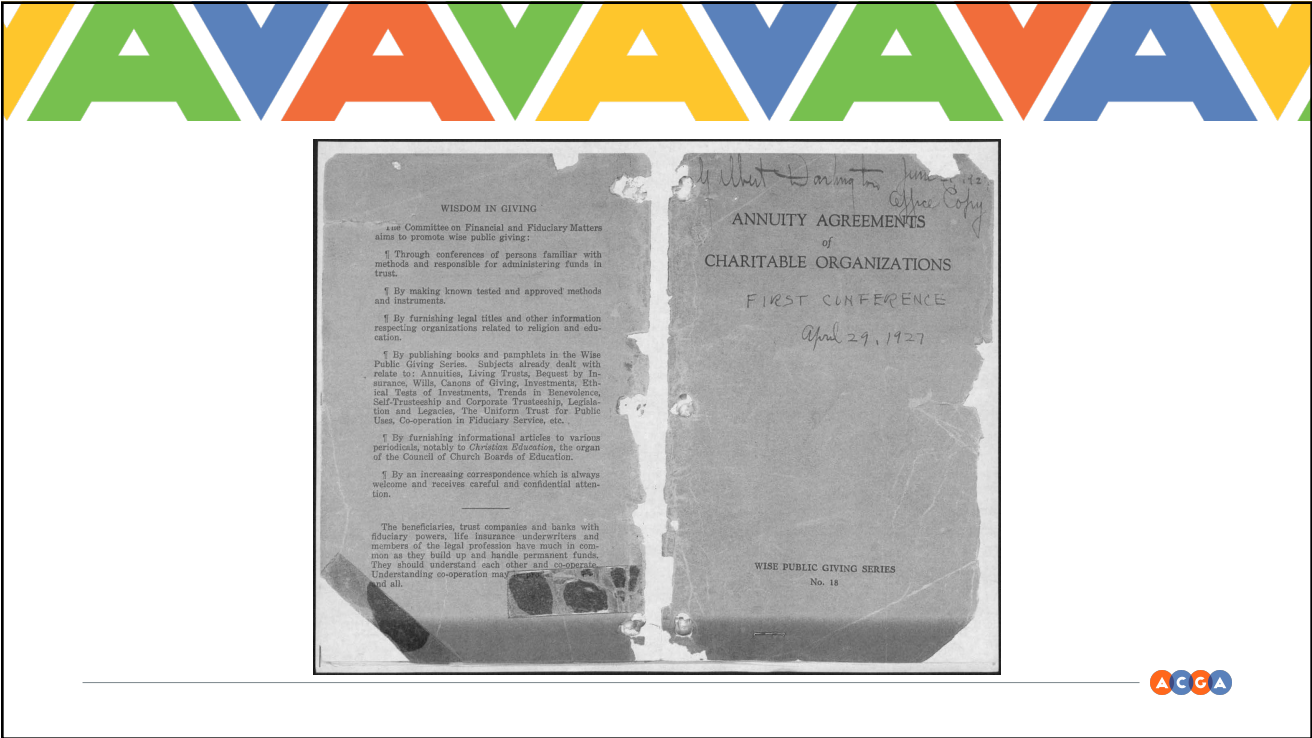 WISDOM IN GIVING
The Committee on Financial and Fiduciary Matters
aims to promote wise public giving:
¶ Through conferences of persons familiar with
methods and responsible for administering funds in
trust.
¶ By making known tested and approved methods
and instruments.
¶ By furnishing legal titles and other information
respecting organizations related to religion and edu-
cation.
¶ By publishing books and pamphlets in the Wise
Public Giving Series. Subjects already dealt with
relate to: Annuities, Living Trusts, Bequest by In-
surance, Wills, Canons of Giving, Investments, Eth-
ical Tests of Investments, Trends in Benevolence,
Self-Trusteeship and Corporate Trusteeship, Legisla-
tion and Legacies, The Uniform Trust for Public
Uses, Co-operation in Fiduciary Service, etc.
¶ By furnishing informational articles to various
periodicals, notably to Christian Education, the organ
of the Council of Church Boards of Education.
¶ By an increasing correspondence which is always
welcome and receives careful and confidential atten-
tion.
The beneficiaries, trust companies and banks with
fiduciary powers, life insurance underwriters and
members of the legal profession have much in com-
mon as they build up and handle permanent funds.
They should understand each other and co-operate.
Understanding co-operation may
and all.
Gilbert Darlington June
Office Copy
ANNUITY AGREEMENTS
of
CHARITABLE ORGANIZATIONS
FIRST CONFERENCE
April 29, 1927
WISE PUBLIC GIVING SERIES
No. 18
ACGA